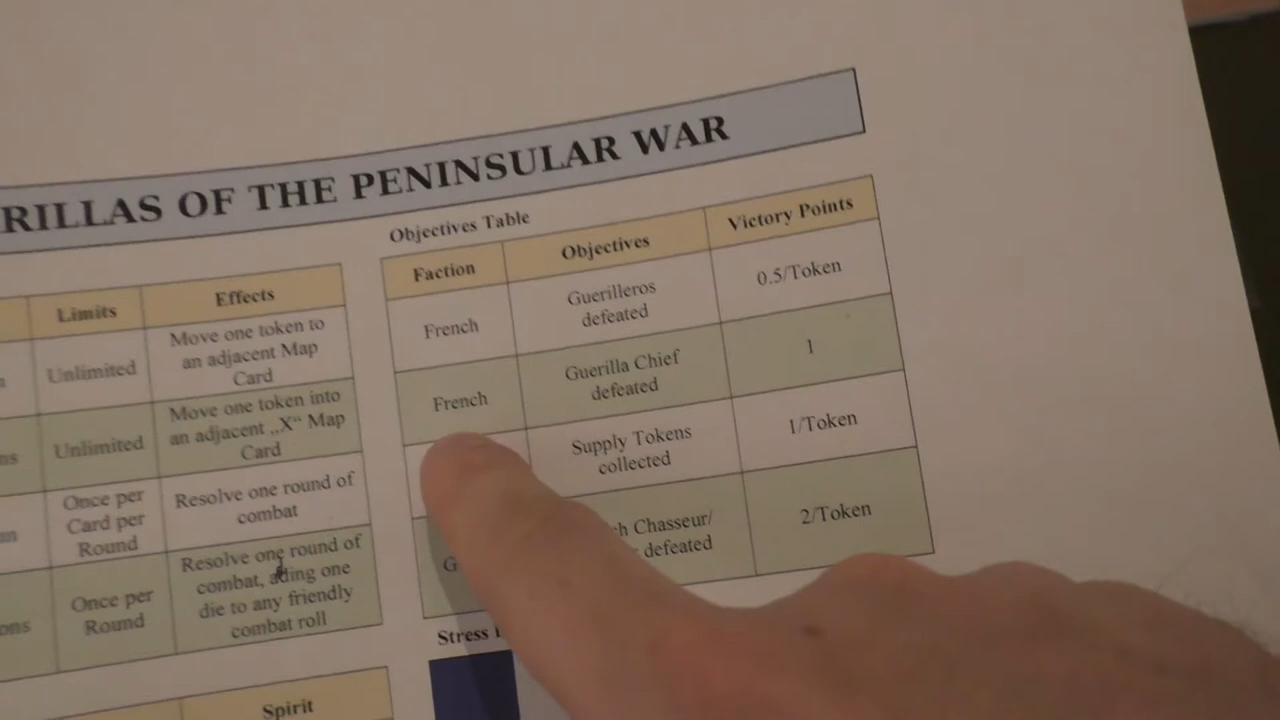 RILLAS OF THE PENINSULAR WAR
Limits
Effects
Unlimited
Move one token to
an adjacent Map
Card
Unlimited
Move one token into
an adjacent „X“ Map
Card
Once per
Card per
Round
Resolve one round of
combat
ons
Once per
Round
Resolve one round of
combat, ading one
die to any friendly
combat roll
Spirit
Objectives Table
Faction
Objectives
Victory Points
French
Guerilleros
defeated
0.5/Token
French
Guerilla Chief
defeated
1
Supply Tokens
collected
1/Token
G
h Chasseur/
defeated
2/Token
Stress